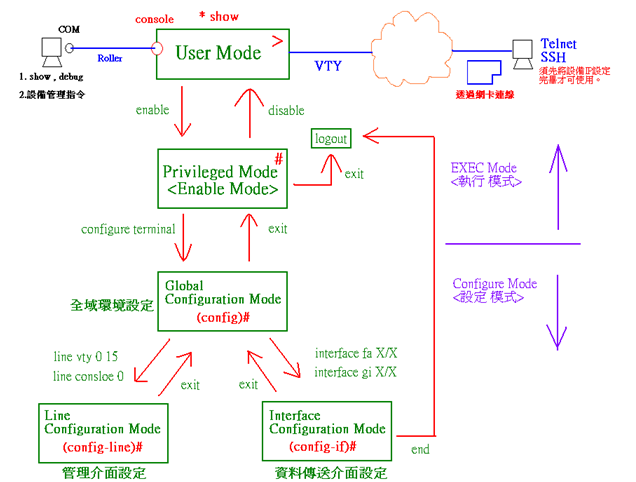 COM
console
* show
Roller
User Mode
>
VTY
Telnet
SSH
須先將設備IP設定
完畢才可使用。
透過網卡連線
1. show , debug
2.設備管理指令
enable
disable
logout
#
Privileged Mode
<Enable Mode>
exit
EXEC Mode
<執行 模式>
configure terminal
exit
Global
Configuration Mode
(config)#
全域環境設定
Configure Mode
<設定 模式>
line vty 0 15
line consloe 0
exit
exit
interface fa X/X
interface gi X/X
Line
Configuration Mode
(config-line)#
管理介面設定
Interface
Configuration Mode
(config-if)#
資料傳送介面設定
end